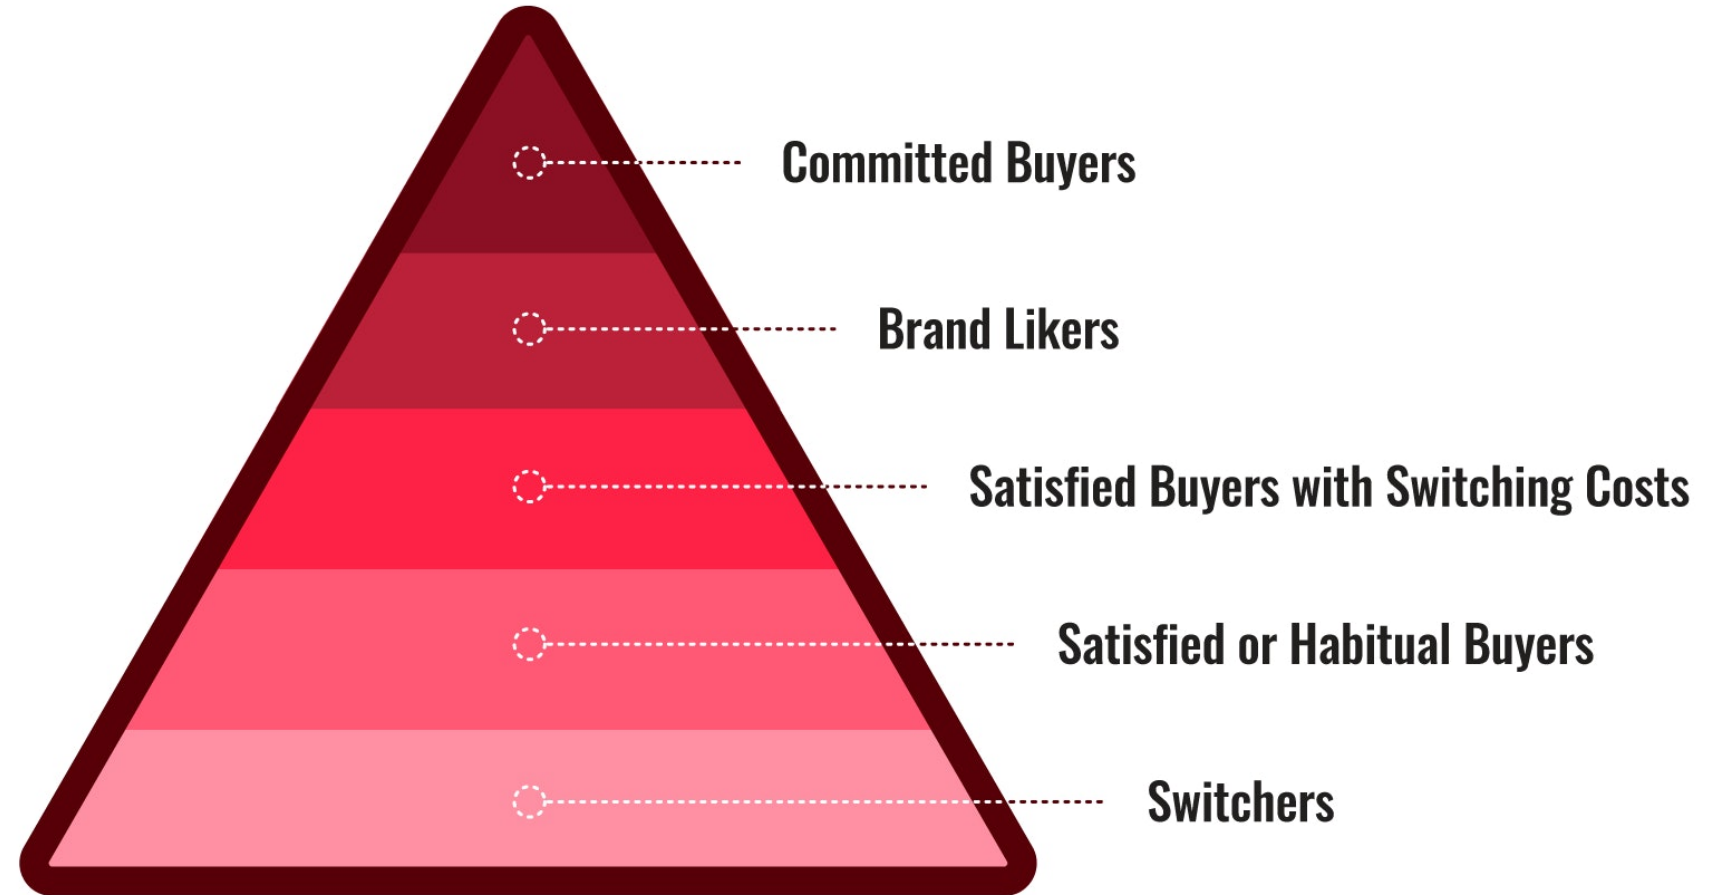 Committed Buyers
Brand Likers
Satisfied Buyers with Switching Costs
Satisfied or Habitual Buyers
Switchers